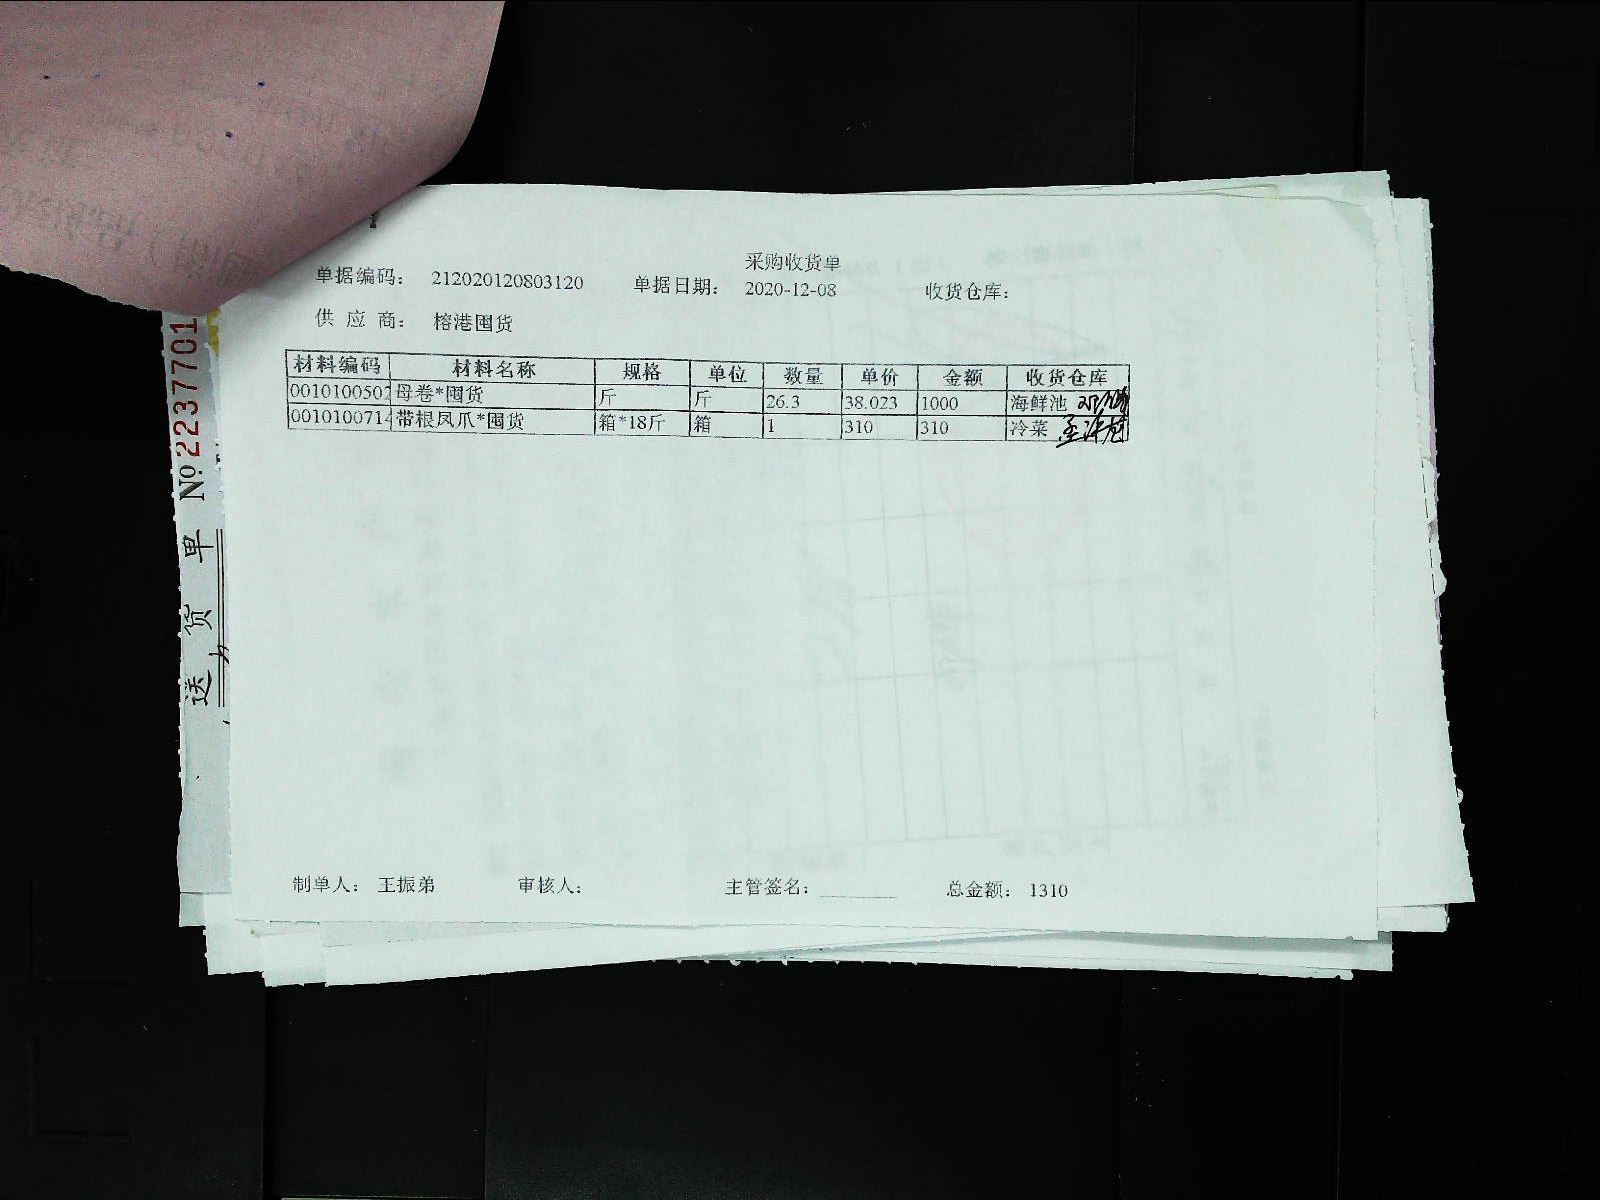 采购收货单
单据编码： 212020120803120 单据日期： 2020-12-08 收货仓库：
供 应 商： 榕港囤货
材料编码 材料名称 规格 单位 数量 单价 金额 收货仓库
0010100502 母卷*囤货 斤 斤 26.3 38.023 1000 海鲜池
0010100714 带根凤爪*囤货 箱*18斤 箱 1 310 310 冷菜
制单人： 王振弟 审核人： 主管签名： 总金额： 1310
送 货 单 № 2237701